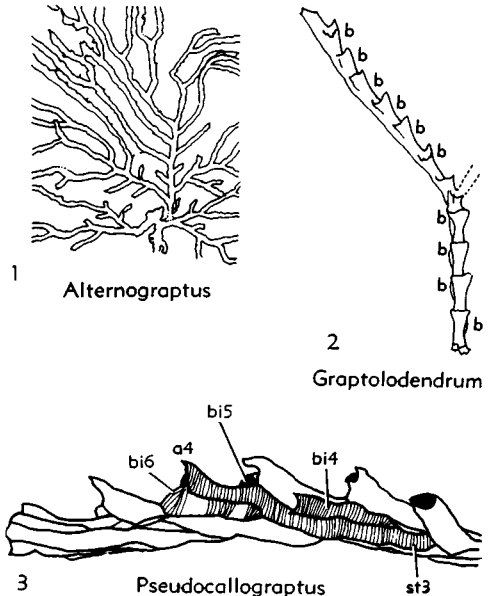 1
Alternograptus
b
b
b
b
b
b
b
b
b
b
2
Graptolodendrum
bi5
a4
bi6
bi4
3
Pseudocallograptus
st3